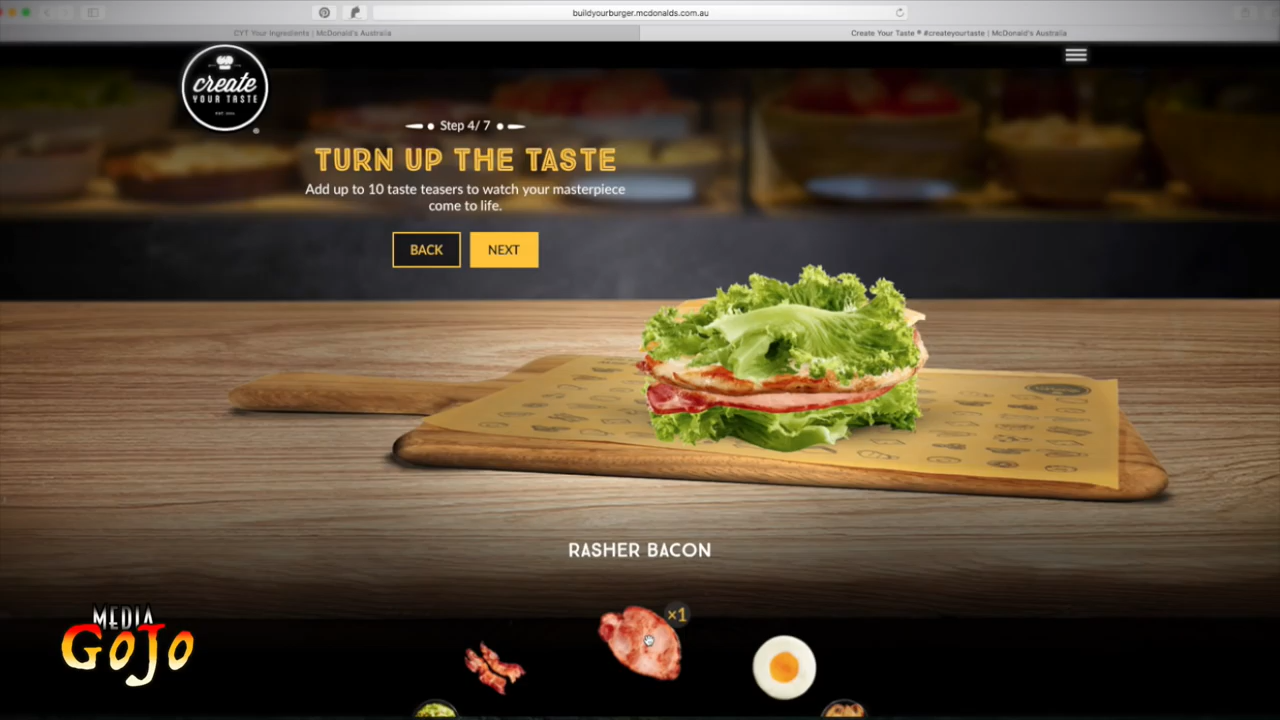 buildyourburger.mcdonalds.com.au
CYT Your Ingredients | McDonald's Australia
Create Your Taste ® #createyourtaste | McDonald's Australia
create
YOUR TASTE
Step 4/ 7
TURN UP THE TASTE
Add up to 10 taste teasers to watch your masterpiece
come to life.
BACK
NEXT
RASHER BACON
×1
MEDIA
GOJO